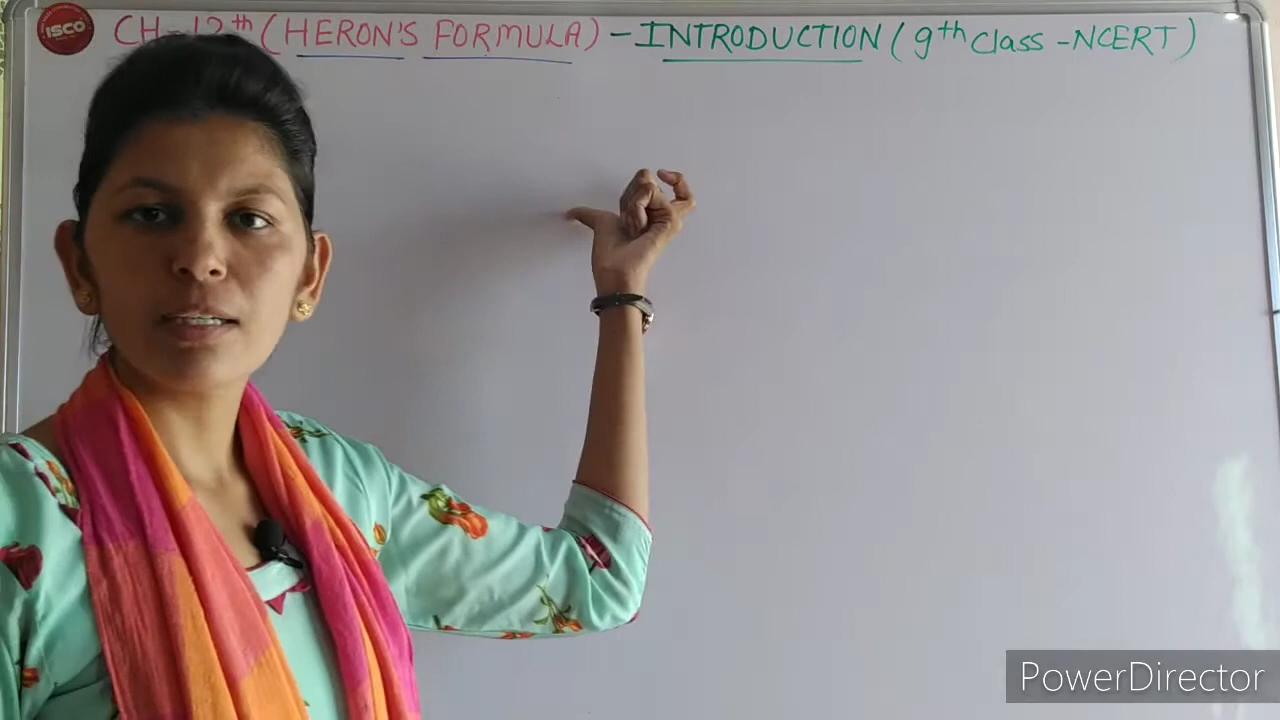 ISCO
CH-12th (HERON'S FORMULA) - INTRODUCTION (9th Class - NCERT)
PowerDirector